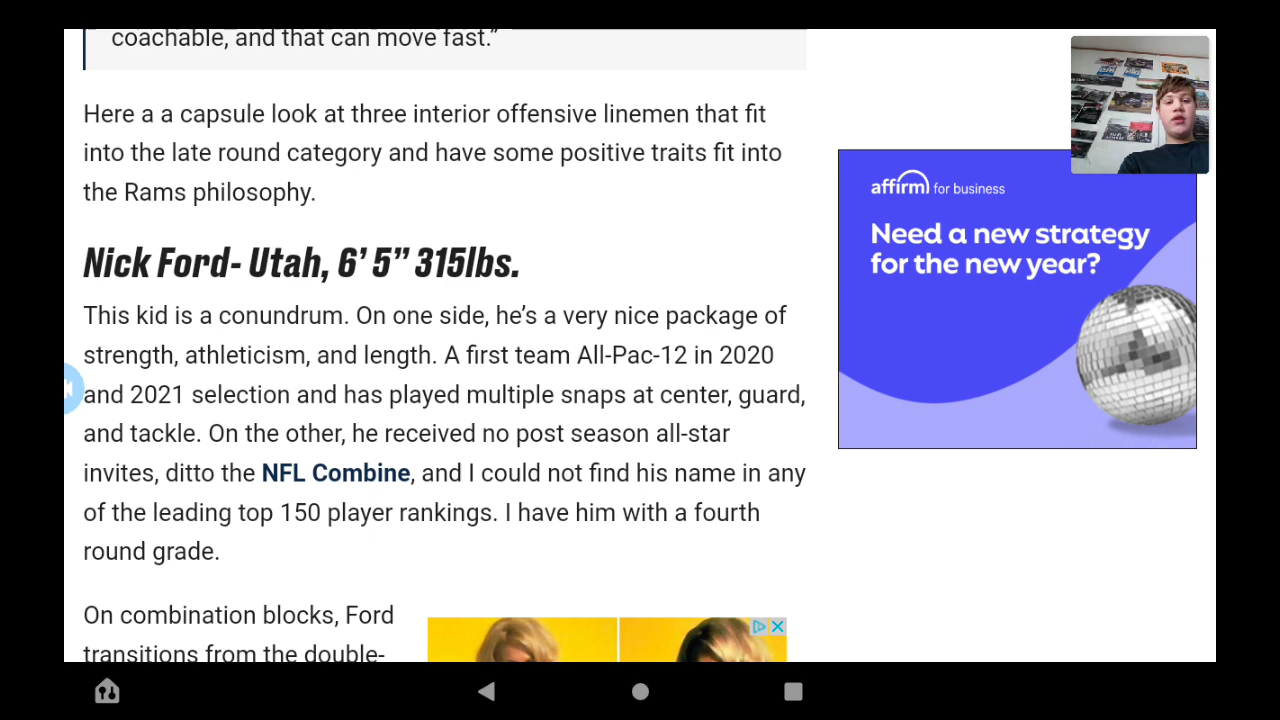 coachable, and that can move fast.”
Here a a capsule look at three interior offensive linemen that fit
into the late round category and have some positive traits fit into
the Rams philosophy.
Nick Ford- Utah, 6’ 5” 315lbs.
This kid is a conundrum. On one side, he’s a very nice package of
strength, athleticism, and length. A first team All-Pac-12 in 2020
and 2021 selection and has played multiple snaps at center, guard,
and tackle. On the other, he received no post season all-star
invites, ditto the NFL Combine, and I could not find his name in any
of the leading top 150 player rankings. I have him with a fourth
round grade.
On combination blocks, Ford
transitions from the double-
affirm for business
Need a new strategy
for the new year?